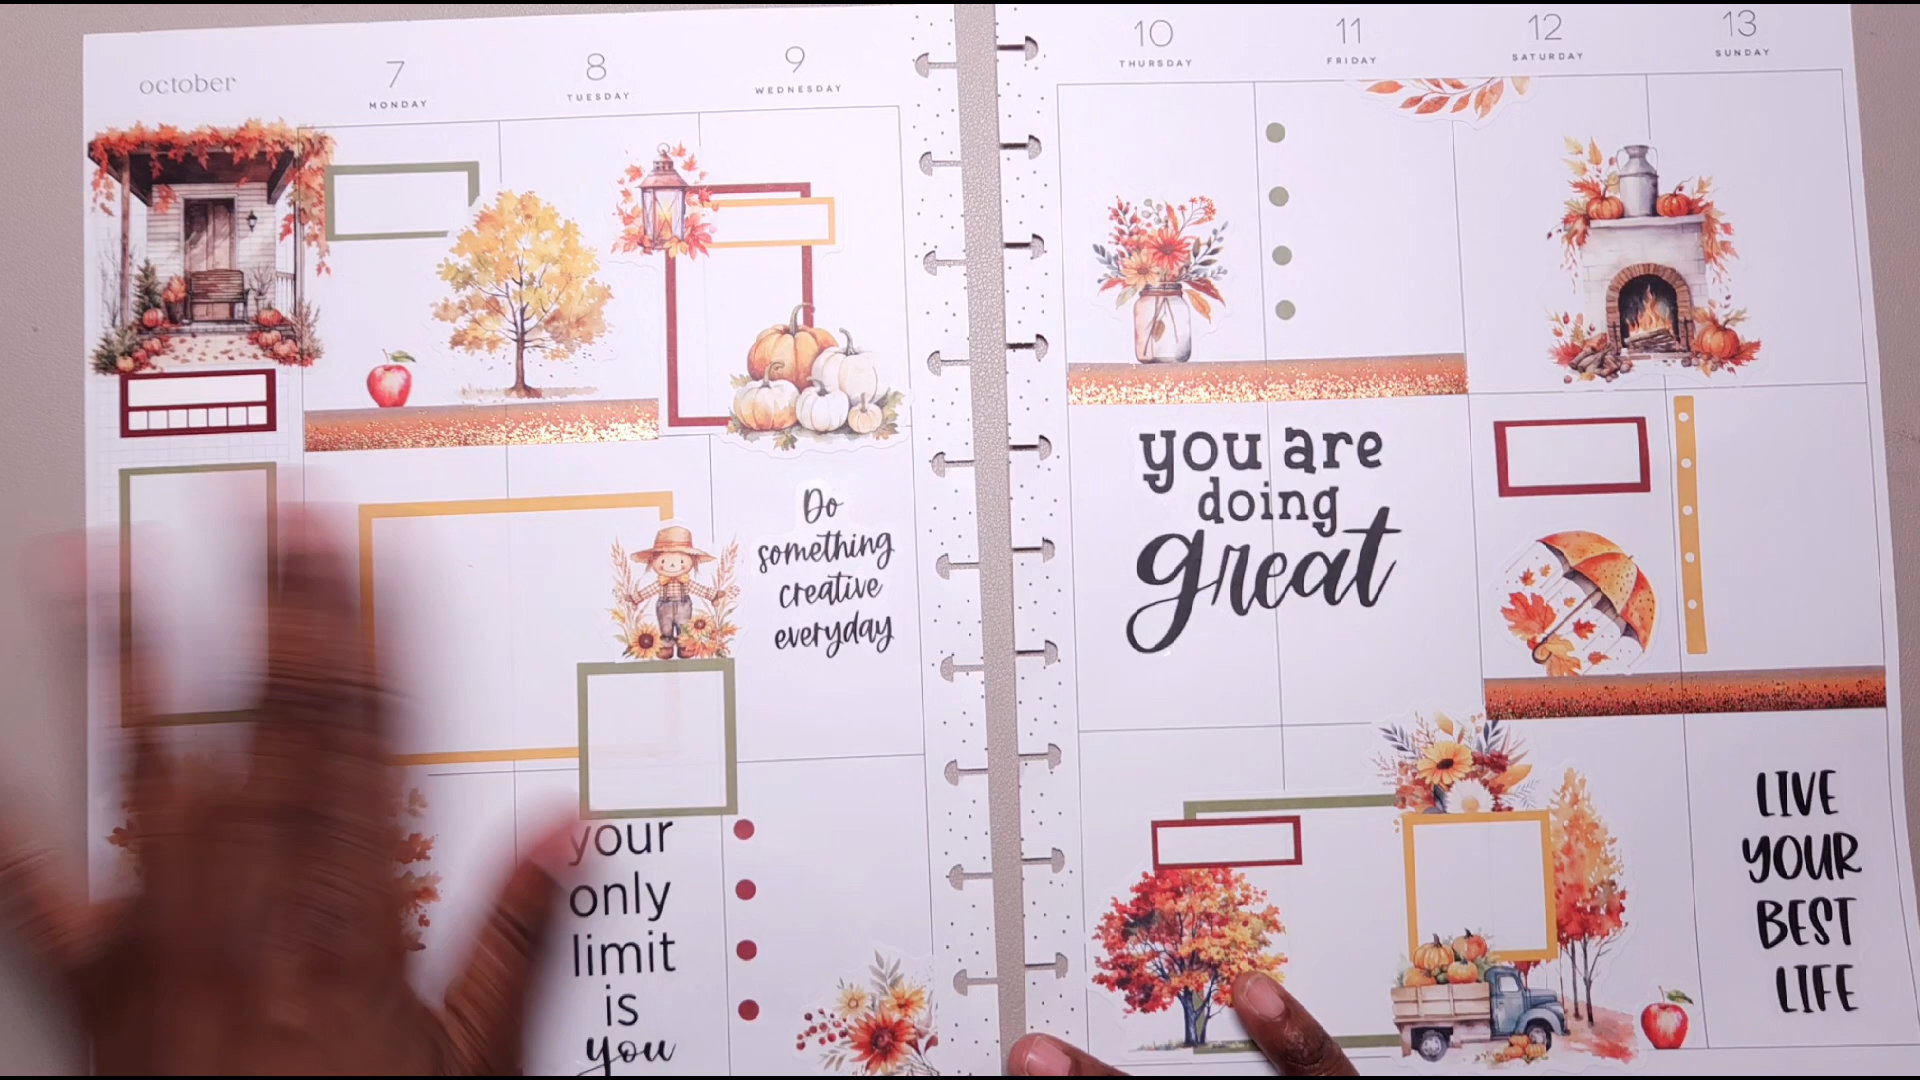 october
7
MONDAY
8
TUESDAY
9
WEDNESDAY
10
THURSDAY
11
FRIDAY
12
SATURDAY
13
SUNDAY
Do
something
creative
everyday
your
only
limit
is
you
you are
doing
great
LIVE
YOUR
BEST
LIFE